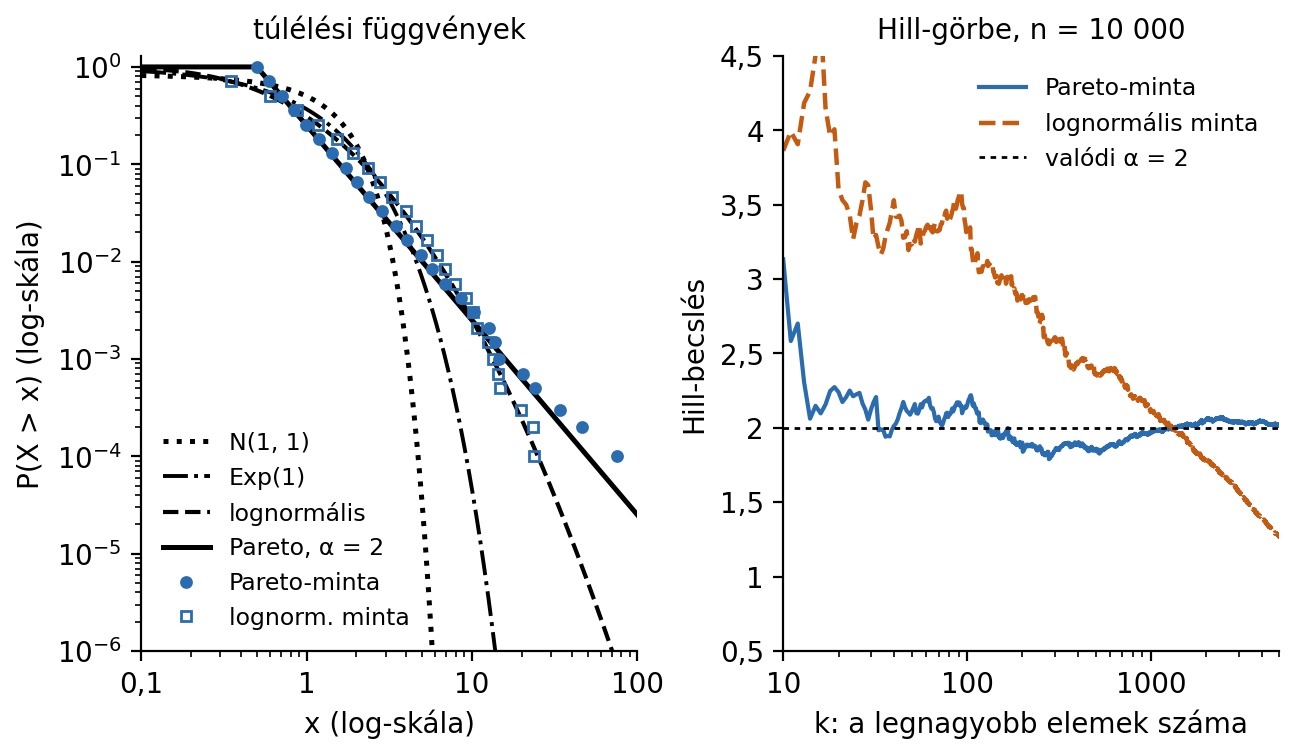 túlélési függvények
P(X > x) (log-skála)
10⁰
10⁻¹
10⁻²
10⁻³
10⁻⁴
10⁻⁵
10⁻⁶
N(1, 1)
Exp(1)
lognormális
Pareto, α = 2
Pareto-minta
lognorm. minta
0,1
1
10
100
x (log-skála)
Hill-görbe, n = 10 000
Hill-becslés
4,5
4
3,5
3
2,5
2
1,5
1
0,5
Pareto-minta
lognormális minta
valódi α = 2
10
100
1000
k: a legnagyobb elemek száma